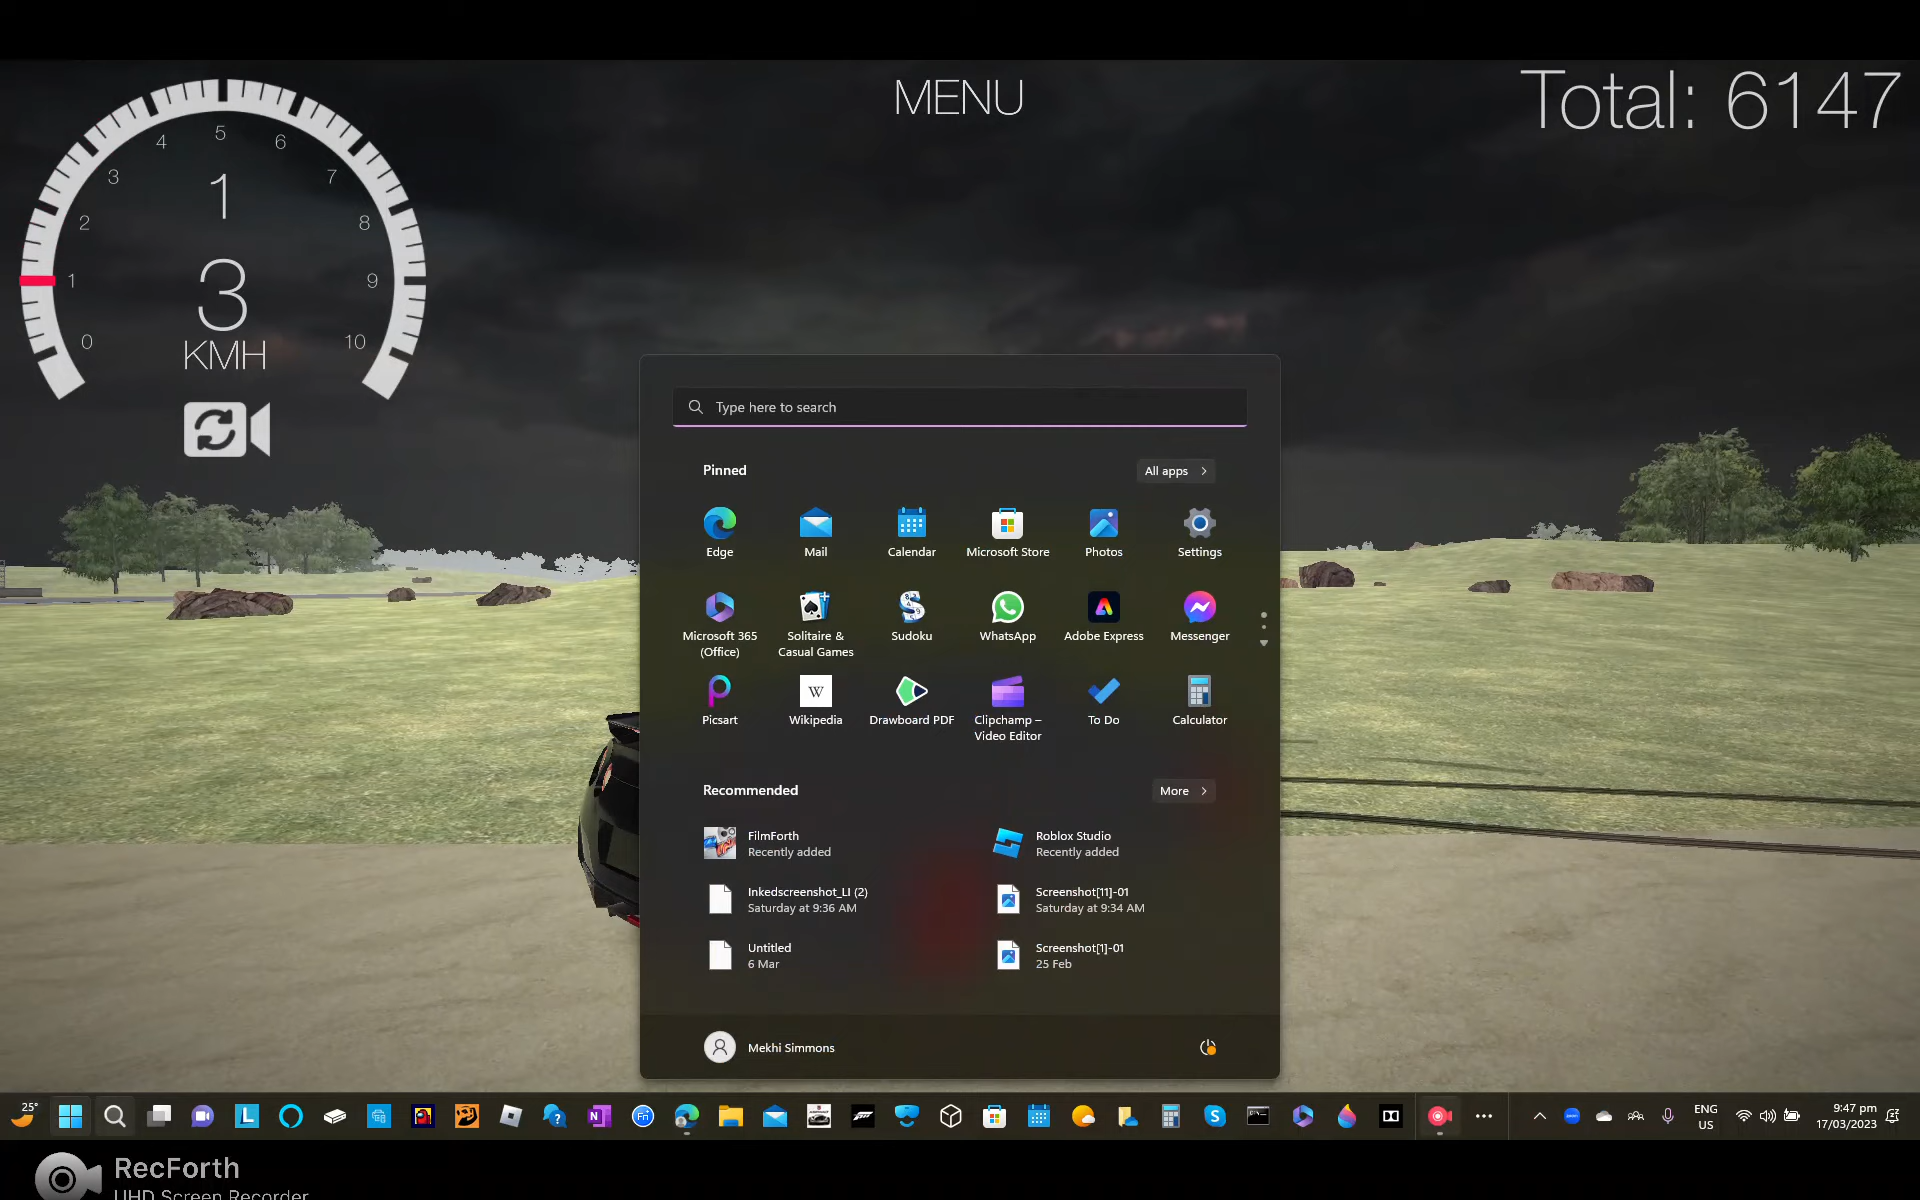 MENU
Total: 6147
0
1
2
3
4
5
6
7
8
9
10
1
3
KMH
Type here to search
Pinned
All apps
Edge
Mail
Calendar
Microsoft Store
Photos
Settings
Microsoft 365
(Office)
Solitaire &
Casual Games
Sudoku
WhatsApp
Adobe Express
Messenger
Picsart
W
Wikipedia
Drawboard PDF
Clipchamp –
Video Editor
To Do
Calculator
Recommended
More
FilmForth
Recently added
Roblox Studio
Recently added
Inkedscreenshot_LI (2)
Saturday at 9:36 AM
Screenshot[11]-01
Saturday at 9:34 AM
Untitled
6 Mar
Screenshot[1]-01
25 Feb
Mekhi Simmons
25°
L
N
S
ENG
US
9:47 pm
17/03/2023
RecForth
UHD Screen Recorder